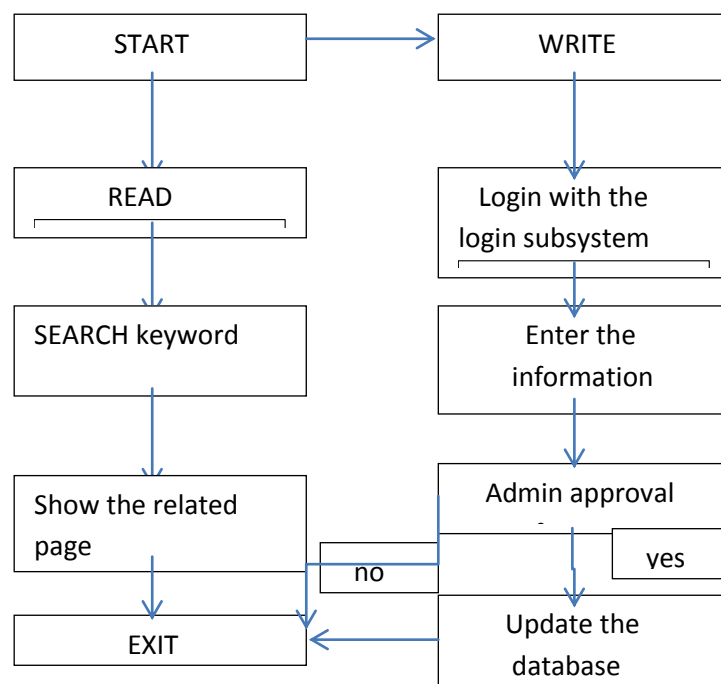 START
WRITE
READ
Login with the
login subsystem
SEARCH keyword
Enter the
information
Show the related
page
Admin approval
no
yes
EXIT
Update the
database